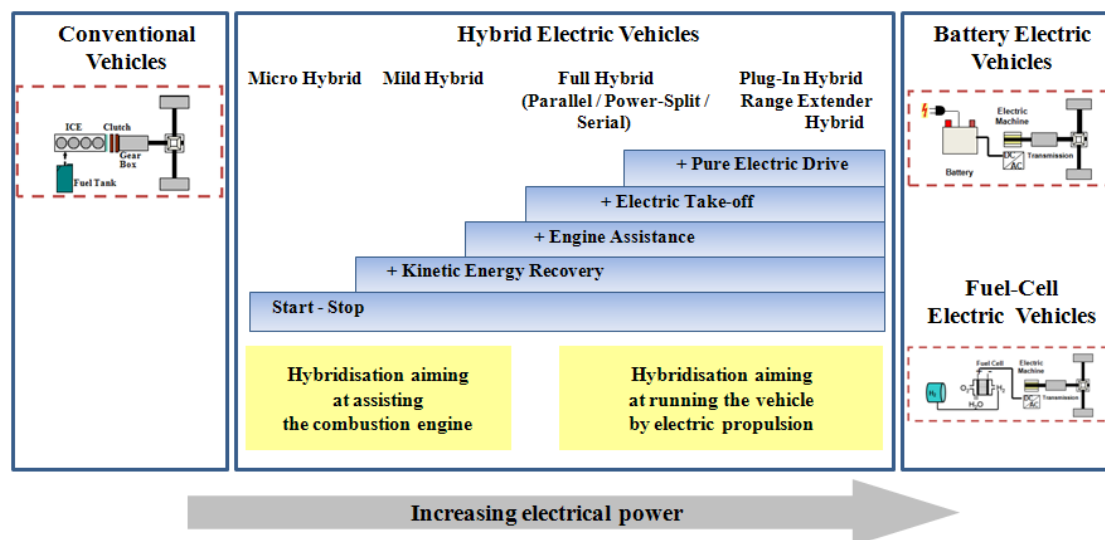 Conventional
Vehicles
ICE
Clutch
Gear
Box
Fuel Tank
Hybrid Electric Vehicles
Micro Hybrid
Mild Hybrid
Full Hybrid
(Parallel / Power-Split /
Serial)
Plug-In Hybrid
Range Extender
Hybrid
+ Pure Electric Drive
+ Electric Take-off
+ Engine Assistance
+ Kinetic Energy Recovery
Start - Stop
Hybridisation aiming
at assisting
the combustion engine
Hybridisation aiming
at running the vehicle
by electric propulsion
Battery Electric
Vehicles
Electric
Machine
DC
AC
Transmission
Battery
Fuel-Cell
Electric Vehicles
Fuel Cell
Electric
Machine
+ -
H₂
O₂
H₂
H₂O
DC
AC
Transmission
Increasing electrical power